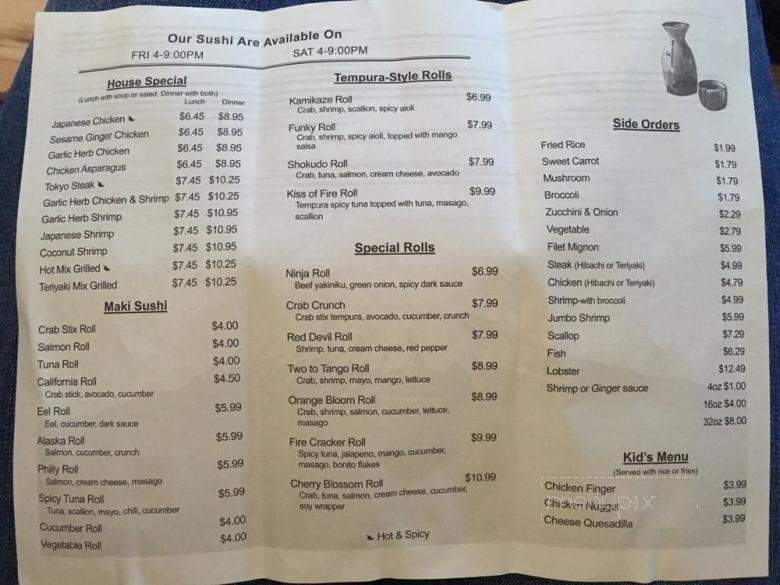 Our Sushi Are Available On
FRI 4-9:00PM SAT 4-9:00PM
House Special
(Lunch with soup or salad, Dinner with both)
Lunch Dinner
Japanese Chicken $6.45 $8.95
Sesame Ginger Chicken $6.45 $8.95
Garlic Herb Chicken $6.45 $8.95
Chicken Asparagus $6.45 $8.95
Tokyo Steak $7.45 $10.25
Garlic Herb Chicken & Shrimp $7.45 $10.25
Garlic Herb Shrimp $7.45 $10.95
Japanese Shrimp $7.45 $10.95
Coconut Shrimp $7.45 $10.95
Hot Mix Grilled $7.45 $10.25
Teriyaki Mix Grilled $7.45 $10.25
Maki Sushi
Crab Stix Roll $4.00
Salmon Roll $4.00
Tuna Roll $4.00
California Roll $4.50
Crab stick, avocado, cucumber
Eel Roll $5.99
Eel, cucumber, dark sauce
Alaska Roll $5.99
Salmon, cucumber, crunch
Philly Roll $5.99
Salmon, cream cheese, masago
Spicy Tuna Roll $5.99
Tuna, scallion, mayo, chili, cucumber
Cucumber Roll $4.00
Vegetable Roll $4.00
Tempura-Style Rolls
Kamikaze Roll $6.99
Crab, shrimp, scallion, spicy aioli
Funky Roll $7.99
Crab, shrimp, spicy aioli, topped with mango
salsa
Shokudo Roll $7.99
Crab, tuna, salmon, cream cheese, avocado
Kiss of Fire Roll $9.99
Tempura spicy tuna topped with tuna, masago,
scallion
Special Rolls
Ninja Roll $6.99
Beef yakiniku, green onion, spicy dark sauce
Crab Crunch $7.99
Crab stix tempura, avocado, cucumber, crunch
Red Devil Roll $7.99
Shrimp, tuna, cream cheese, red pepper
Two to Tango Roll $8.99
Crab, shrimp, mayo, mango, lettuce
Orange Bloom Roll $8.99
Crab, shrimp, salmon, cucumber, lettuce,
masago
Fire Cracker Roll $9.99
Spicy tuna, jalapeno, mango, cucumber,
masago, bonito flakes
Cherry Blossom Roll $10.99
Crab, tuna, salmon, cream cheese, cucumber,
soy wrapper
Hot & Spicy
Side Orders
Fried Rice $1.99
Sweet Carrot $1.79
Mushroom $1.79
Broccoli $1.79
Zucchini & Onion $2.29
Vegetable $2.79
Filet Mignon $5.99
Steak (Hibachi or Teriyaki) $4.99
Chicken (Hibachi or Teriyaki) $4.79
Shrimp-with broccoli $4.99
Jumbo Shrimp $5.99
Scallop $7.29
Fish $6.29
Lobster $12.49
Shrimp or Ginger sauce 4oz $1.00
16oz $4.00
32oz $8.00
Kid's Menu
(Served with rice or fries)
Chicken Finger $3.99
Chicken Nugget $3.99
Cheese Quesadilla $3.99